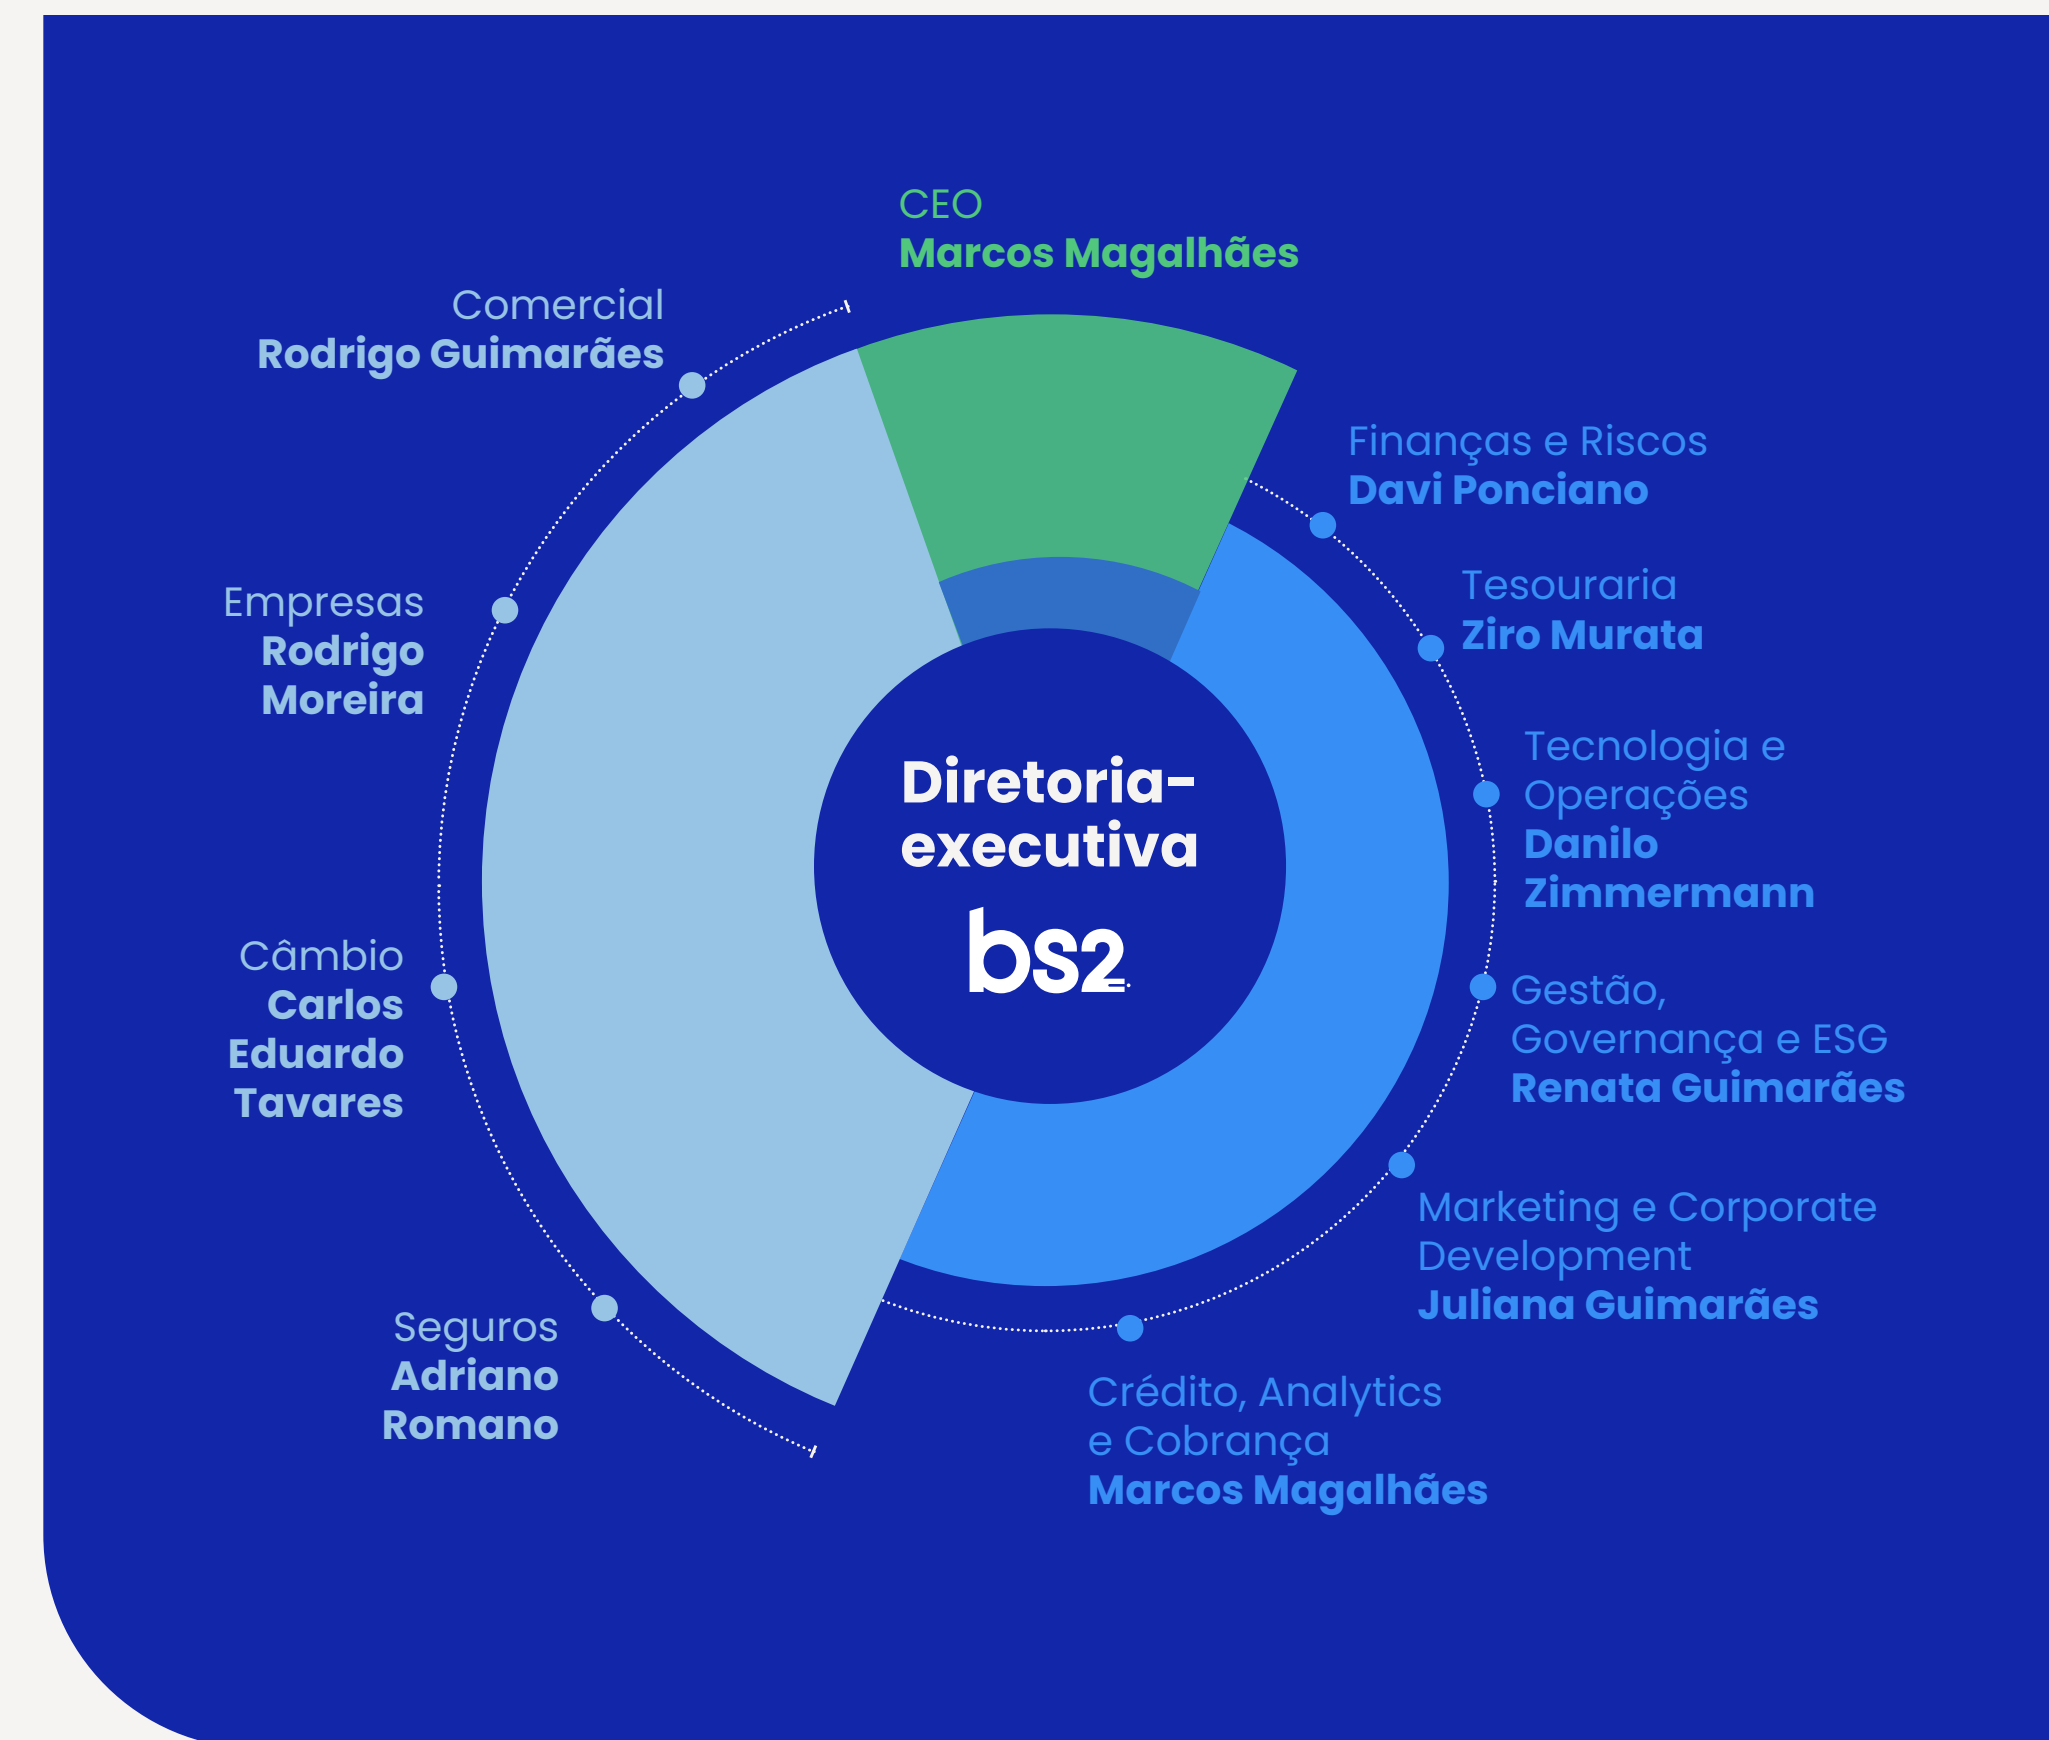 CEO
Marcos Magalhães
Comercial
Rodrigo Guimarães
Empresas
Rodrigo
Moreira
Câmbio
Carlos
Eduardo
Tavares
Seguros
Adriano
Romano
Diretoria-
executiva
bs2
Finanças e Riscos
Davi Ponciano
Tesouraria
Ziro Murata
Tecnologia e
Operações
Danilo
Zimmermann
Gestão,
Governança e ESG
Renata Guimarães
Marketing e Corporate
Development
Juliana Guimarães
Crédito, Analytics
e Cobrança
Marcos Magalhães